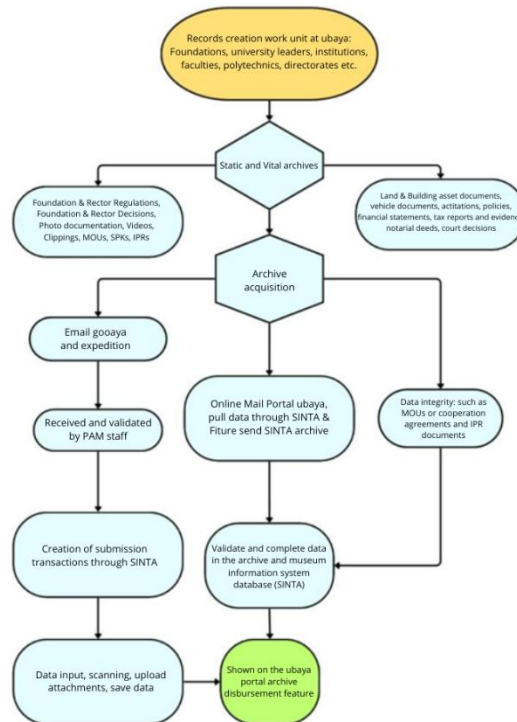 Records creation work unit at ubaya:
Foundations, university leaders, institutions,
faculties, polytechnics, directorates etc.
Static and Vital archives
Foundation & Rector Regulations,
Foundation & Rector Decisions,
Photo documentation, Videos,
Clippings, MOUs, SPKs, IPRs
Land & Building asset documents,
vehicle documents, actitations, policies,
financial statements, tax reports and evidenc
notarial deeds, court decisions
Archive
acquisition
Email gooaya
and expedition
Online Mail Portal ubaya,
pull data through SINTA &
Fiture send SINTA archive
Data integrity: such as
MOUs or cooperation
agreements and IPR
documents
Received and validated
by PAM staff
Creation of submission
transactions through SINTA
Validate and complete data
in the archive and museum
information system
database (SINTA)
Data input, scanning, upload
attachments, save data
Shown on the ubaya
portal archive
disbursement feature